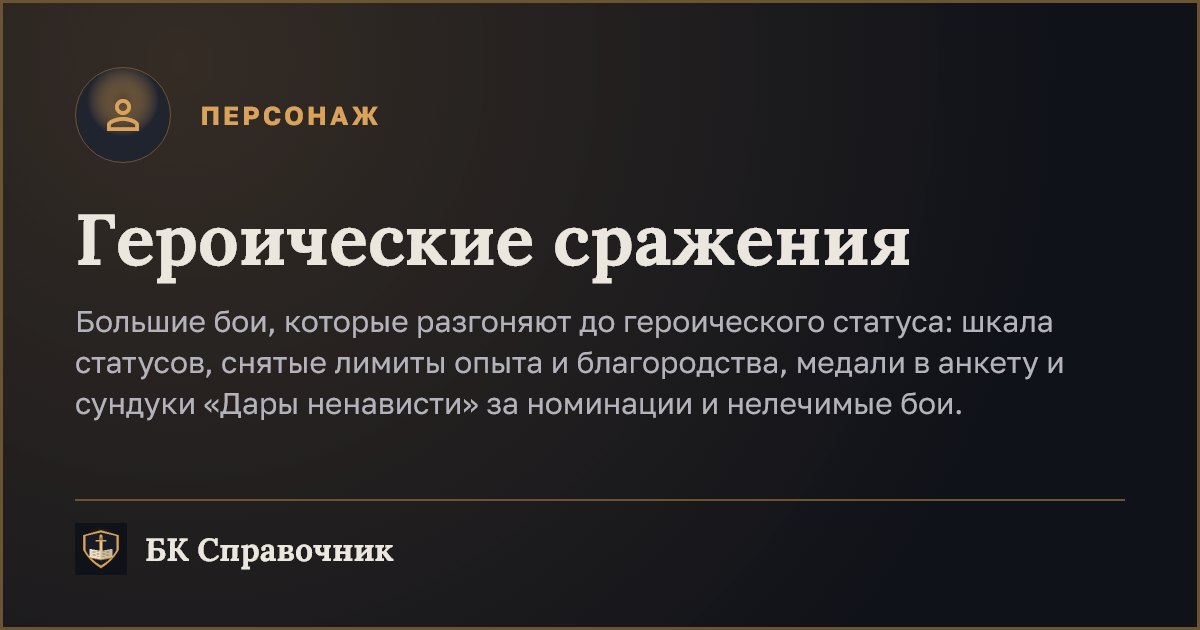 ПЕРСОНАЖ
Героические сражения
Большие бои, которые разгоняют до героического статуса: шкала
статусов, снятые лимиты опыта и благородства, медали в анкету и
сундуки «Дары ненависти» за номинации и нелечимые бои.
БК Справочник